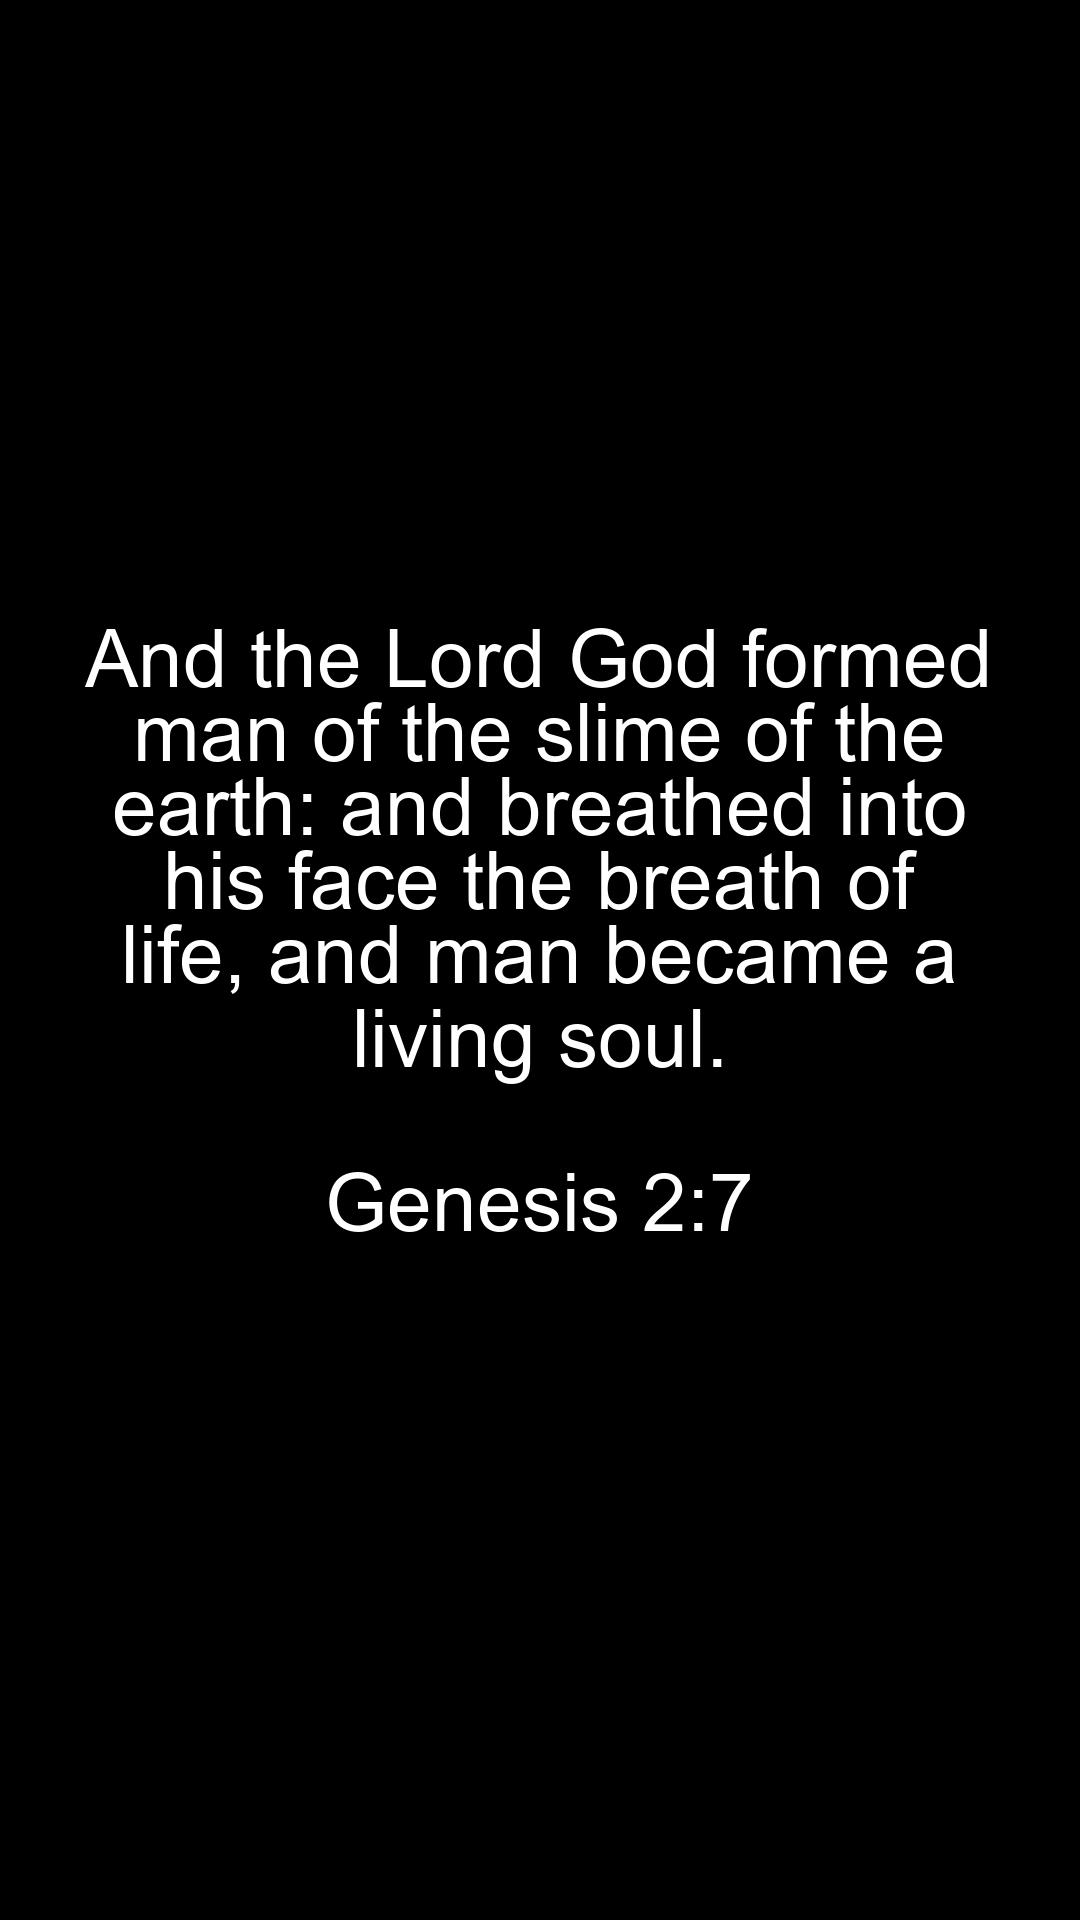 And the Lord God formed
man of the slime of the
earth: and breathed into
his face the breath of
life, and man became a
living soul.
Genesis 2:7